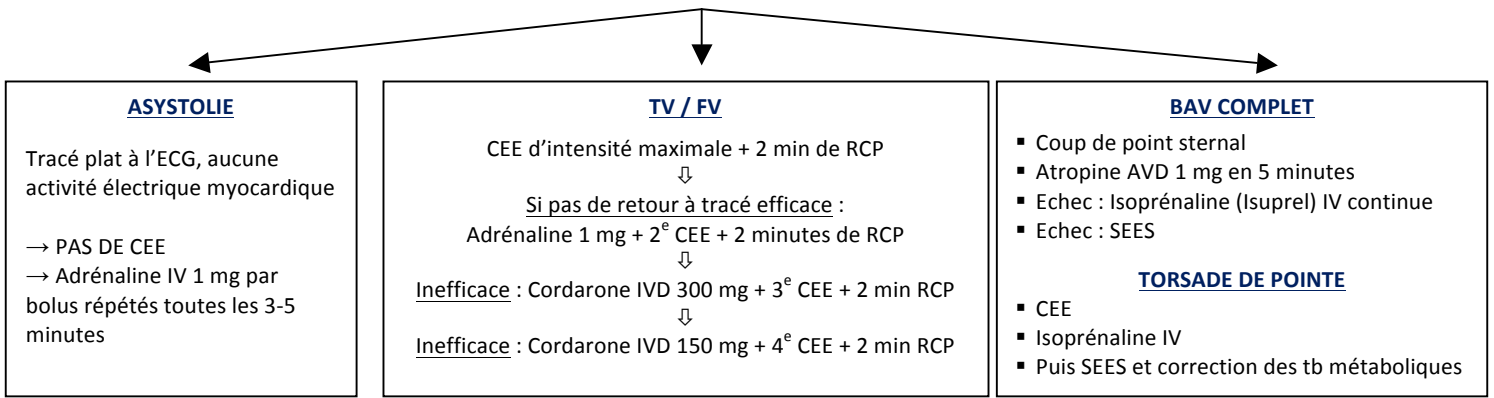 ASYSTOLIE
Tracé plat à l’ECG, aucune
activité électrique myocardique
→ PAS DE CEE
→ Adrénaline IV 1 mg par
bolus répétés toutes les 3-5
minutes
TV / FV
CEE d’intensité maximale + 2 min de RCP
⇩
Si pas de retour à tracé efficace :
Adrénaline 1 mg + 2e CEE + 2 minutes de RCP
⇩
Inefficace : Cordarone IVD 300 mg + 3e CEE + 2 min RCP
⇩
Inefficace : Cordarone IVD 150 mg + 4e CEE + 2 min RCP
BAV COMPLET
▪ Coup de point sternal
▪ Atropine AVD 1 mg en 5 minutes
▪ Echec : Isoprénaline (Isuprel) IV continue
▪ Echec : SEES
TORSADE DE POINTE
▪ CEE
▪ Isoprénaline IV
▪ Puis SEES et correction des tb métaboliques